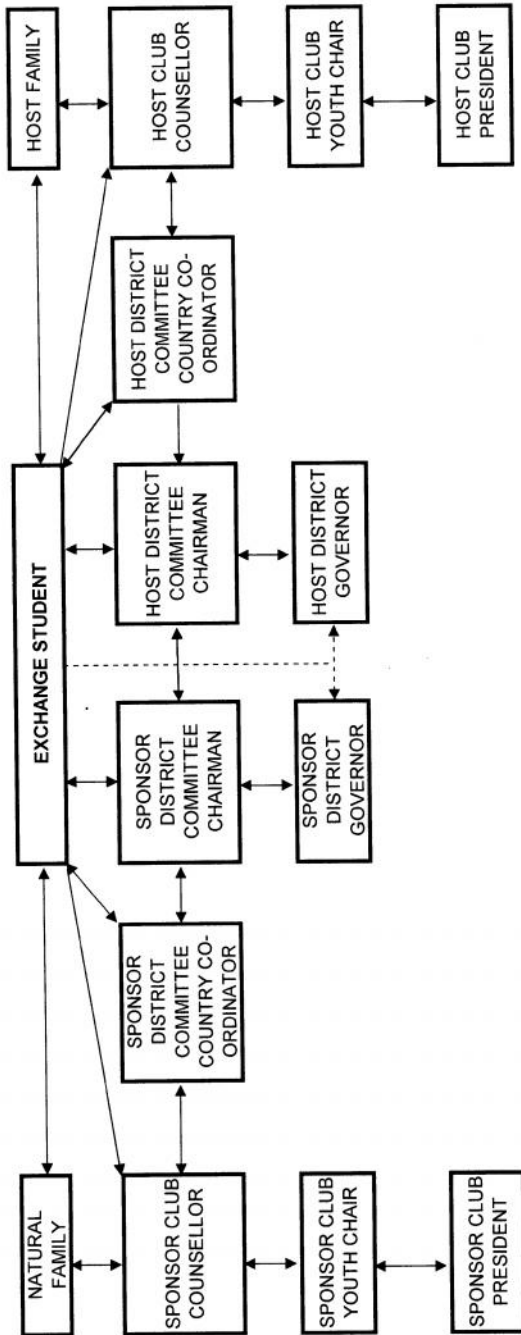 NATURAL
FAMILY
EXCHANGE STUDENT
HOST FAMILY
SPONSOR CLUB
COUNSELLOR
SPONSOR
DISTRICT
COMMITTEE
COUNTRY CO-
ORDINATOR
SPONSOR
DISTRICT
COMMITTEE
CHAIRMAN
HOST DISTRICT
COMMITTEE
CHAIRMAN
HOST DISTRICT
COMMITTEE
COUNTRY CO-
ORDINATOR
HOST CLUB
COUNSELLOR
SPONSOR CLUB
YOUTH CHAIR
SPONSOR
DISTRICT
GOVERNOR
HOST DISTRICT
GOVERNOR
HOST CLUB
YOUTH CHAIR
SPONSOR CLUB
PRESIDENT
HOST CLUB
PRESIDENT